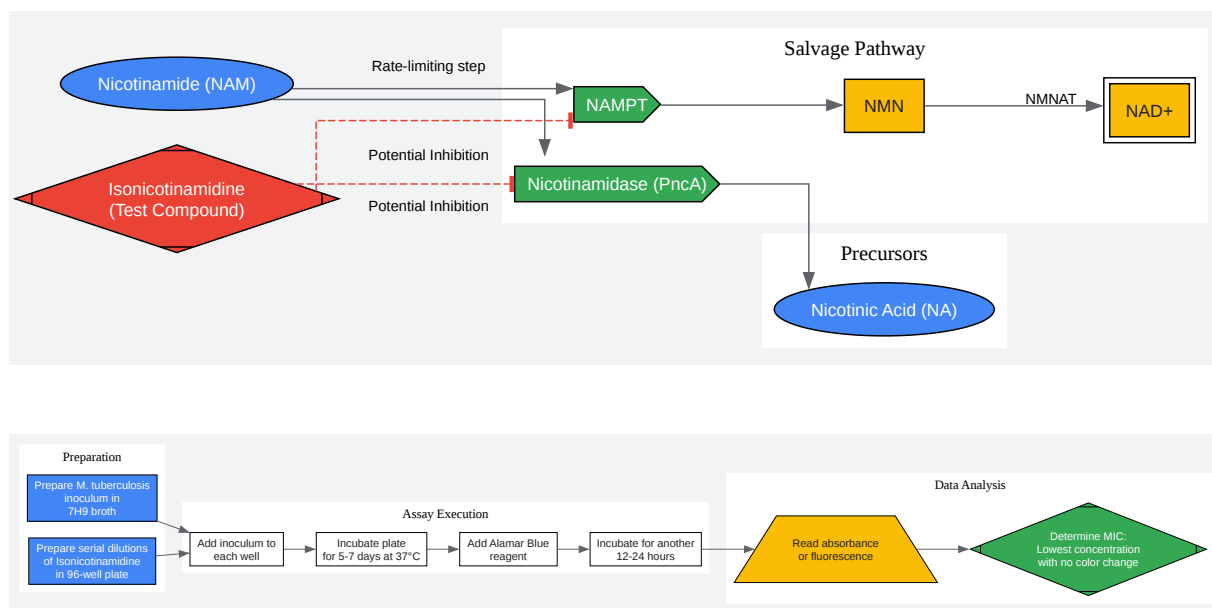 Salvage Pathway
Nicotinamide (NAM)
Rate-limiting step
NAMPT
NMN
NMNAT
NAD+
Potential Inhibition
Isonicotinamidine
(Test Compound)
Nicotinamidase (PncA)
Potential Inhibition
Precursors
Nicotinic Acid (NA)
Preparation
Prepare M. tuberculosis
inoculum in
7H9 broth
Prepare serial dilutions
of Isonicotinamidine
in 96-well plate
Assay Execution
Add inoculum to
each well
Incubate plate
for 5-7 days at 37°C
Add Alamar Blue
reagent
Incubate for another
12-24 hours
Data Analysis
Read absorbance
or fluorescence
Determine MIC:
Lowest concentration
with no color change